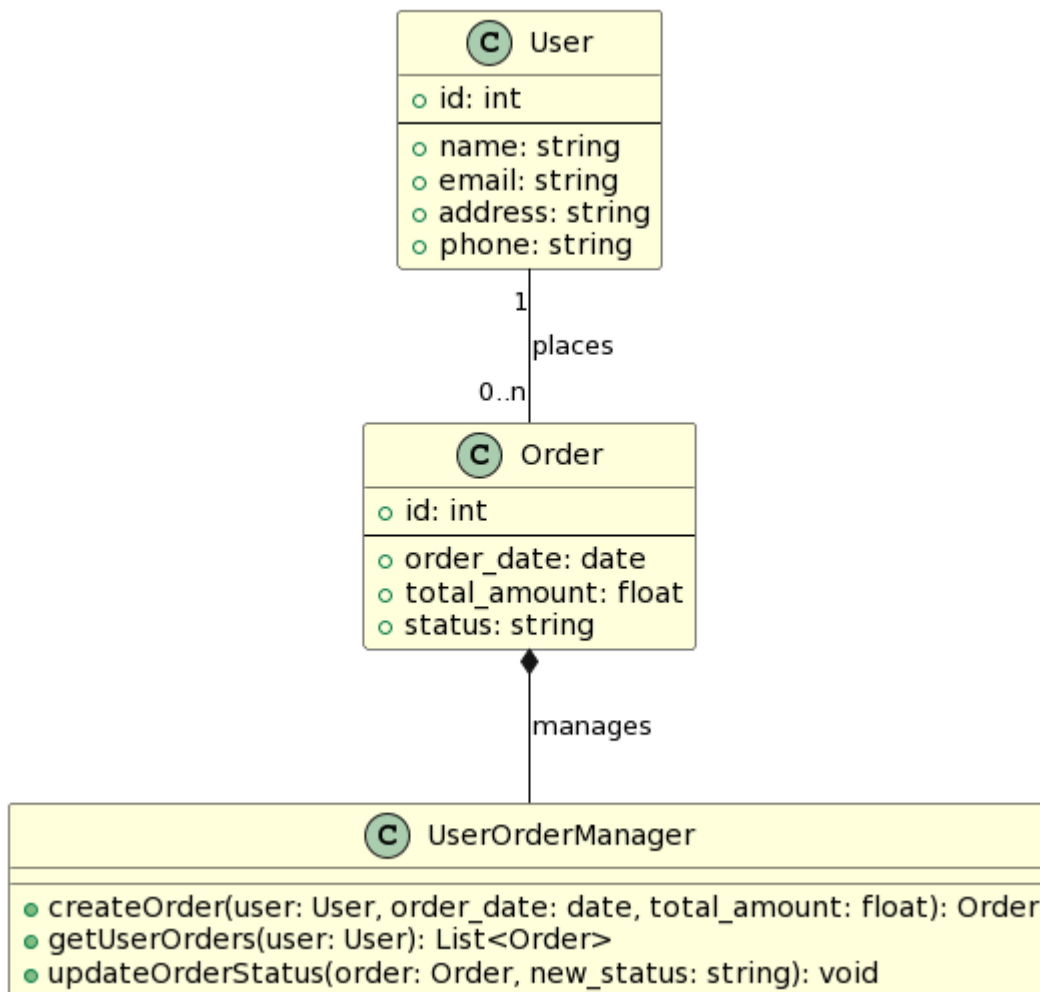 C User
id: int
name: string
email: string
address: string
phone: string
1
places
0..n
C Order
id: int
order_date: date
total_amount: float
status: string
manages
C UserOrderManager
createOrder(user: User, order_date: date, total_amount: float): Order
getUserOrders(user: User): List<Order>
updateOrderStatus(order: Order, new_status: string): void